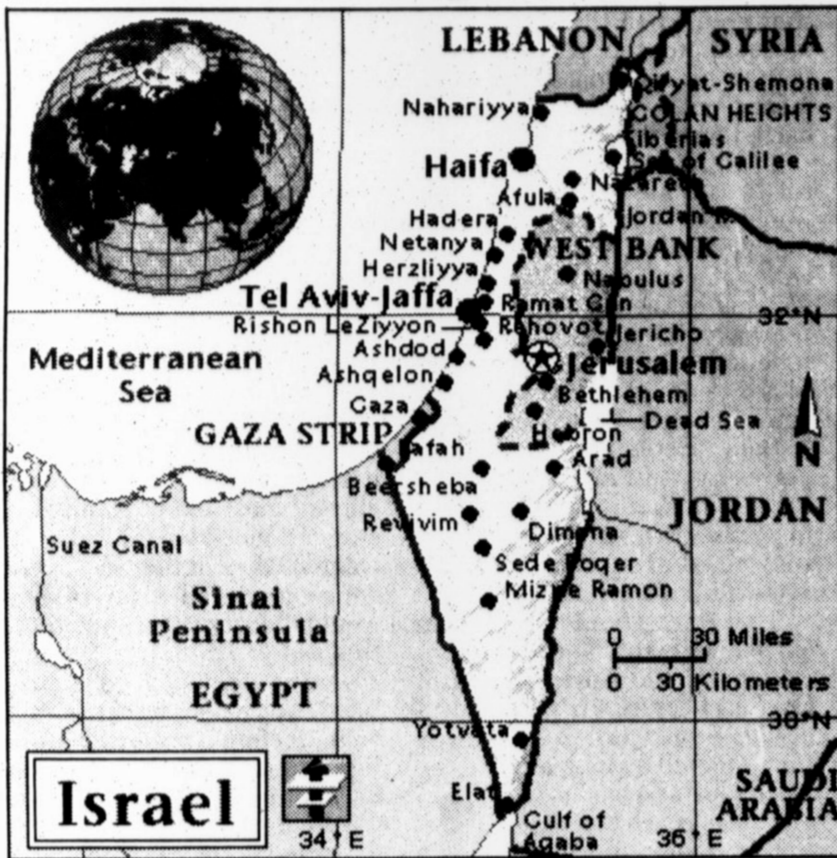 LEBANON
SYRIA
Qiryat-Shemona
Nahariyya
GOLAN HEIGHTS
Tiberias
Haifa
Sea of Galilee
Nazareth
Afula
Hadera
Jordan R.
Netanya
WEST BANK
Herzliyya
Nabulus
Tel Aviv-Jaffa
Ramat Gan
32°N
Rishon LeZiyyon
Rehovot
Jericho
Ashdod
Jerusalem
Mediterranean
Sea
Ashqelon
Bethlehem
Gaza
Dead Sea
GAZA STRIP
Hebron
N
Rafah
Arad
Beersheba
JORDAN
Revivim
Dimona
Suez Canal
Sede Boqer
Mizpe Ramon
Sinai
Peninsula
0 30 Miles
0 30 Kilometers
EGYPT
30°N
Yotvata
SAUDI
ARABIA
Israel
Elat
Gulf of
Aqaba
34°E
36°E